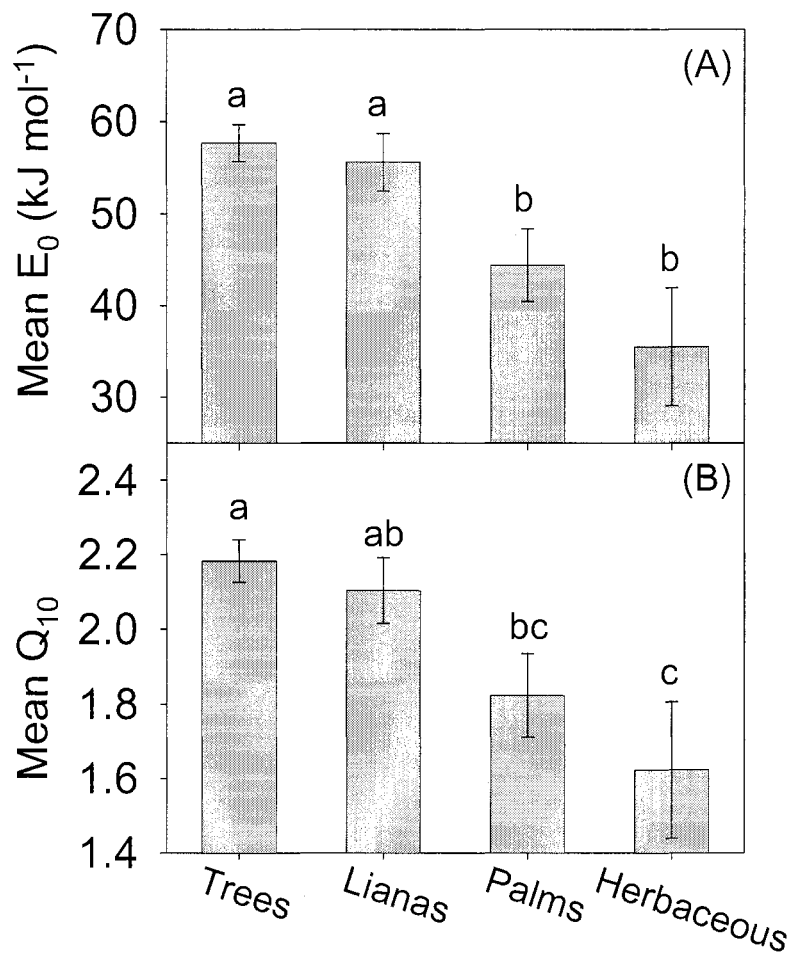 70
60
50
40
30
Mean E₀ (kJ mol⁻¹)
(A)
a
a
b
b
2.4
2.2
2.0
1.8
1.6
1.4
Mean Q₁₀
(B)
a
ab
bc
c
Trees
Lianas
Palms
Herbaceous